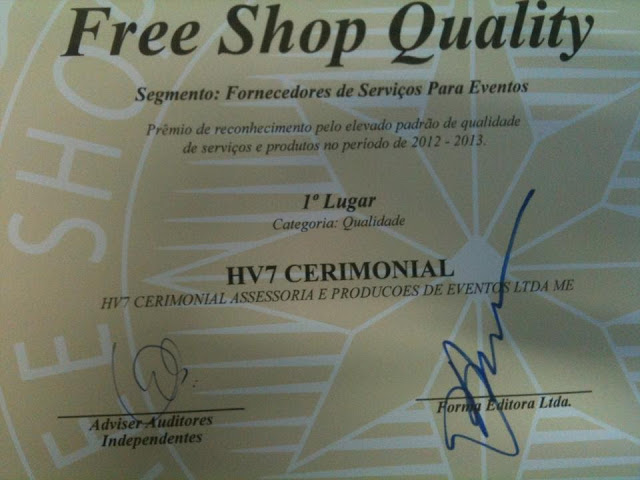 Free Shop Quality
Segmento: Fornecedores de Serviços Para Eventos
Prêmio de reconhecimento pelo elevado padrão de qualidade
de serviços e produtos no período de 2012 - 2013.
1º Lugar
Categoria: Qualidade
HV7 CERIMONIAL
HV7 CERIMONIAL ASSESSORIA E PRODUCOES DE EVENTOS LTDA ME
Adviser Auditores
Independentes
Forma Editora Ltda.